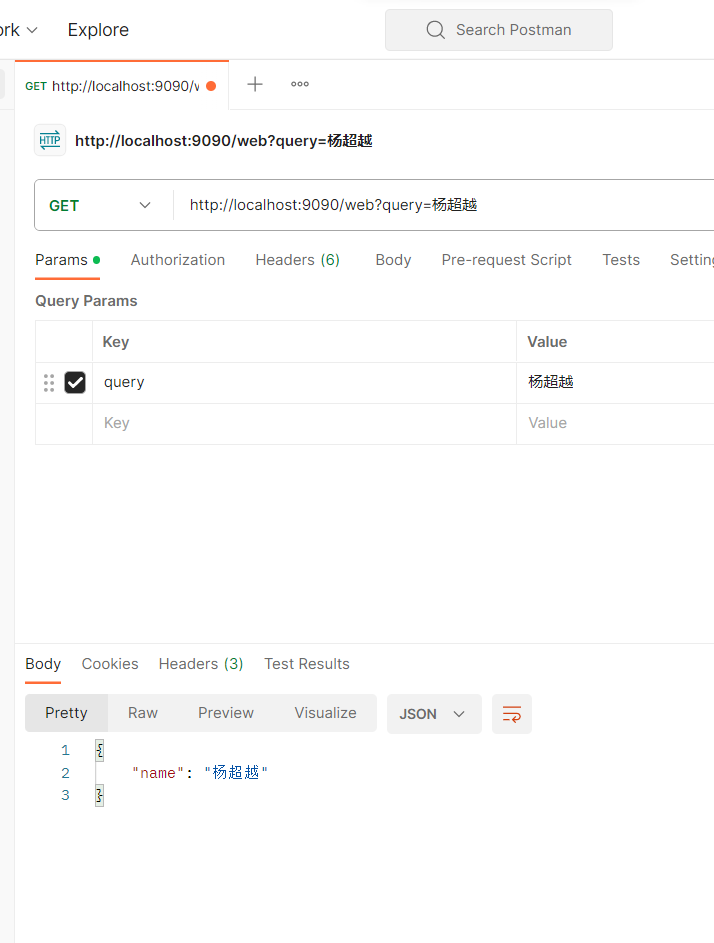 ork Explore Search Postman
GET http://localhost:9090/v
http://localhost:9090/web?query=杨超越
GET http://localhost:9090/web?query=杨超越
Params Authorization Headers (6) Body Pre-request Script Tests Setting
Query Params
Key Value
query 杨超越
Key Value
Body Cookies Headers (3) Test Results
Pretty Raw Preview Visualize JSON
1 {
2 "name": "杨超越"
3 }